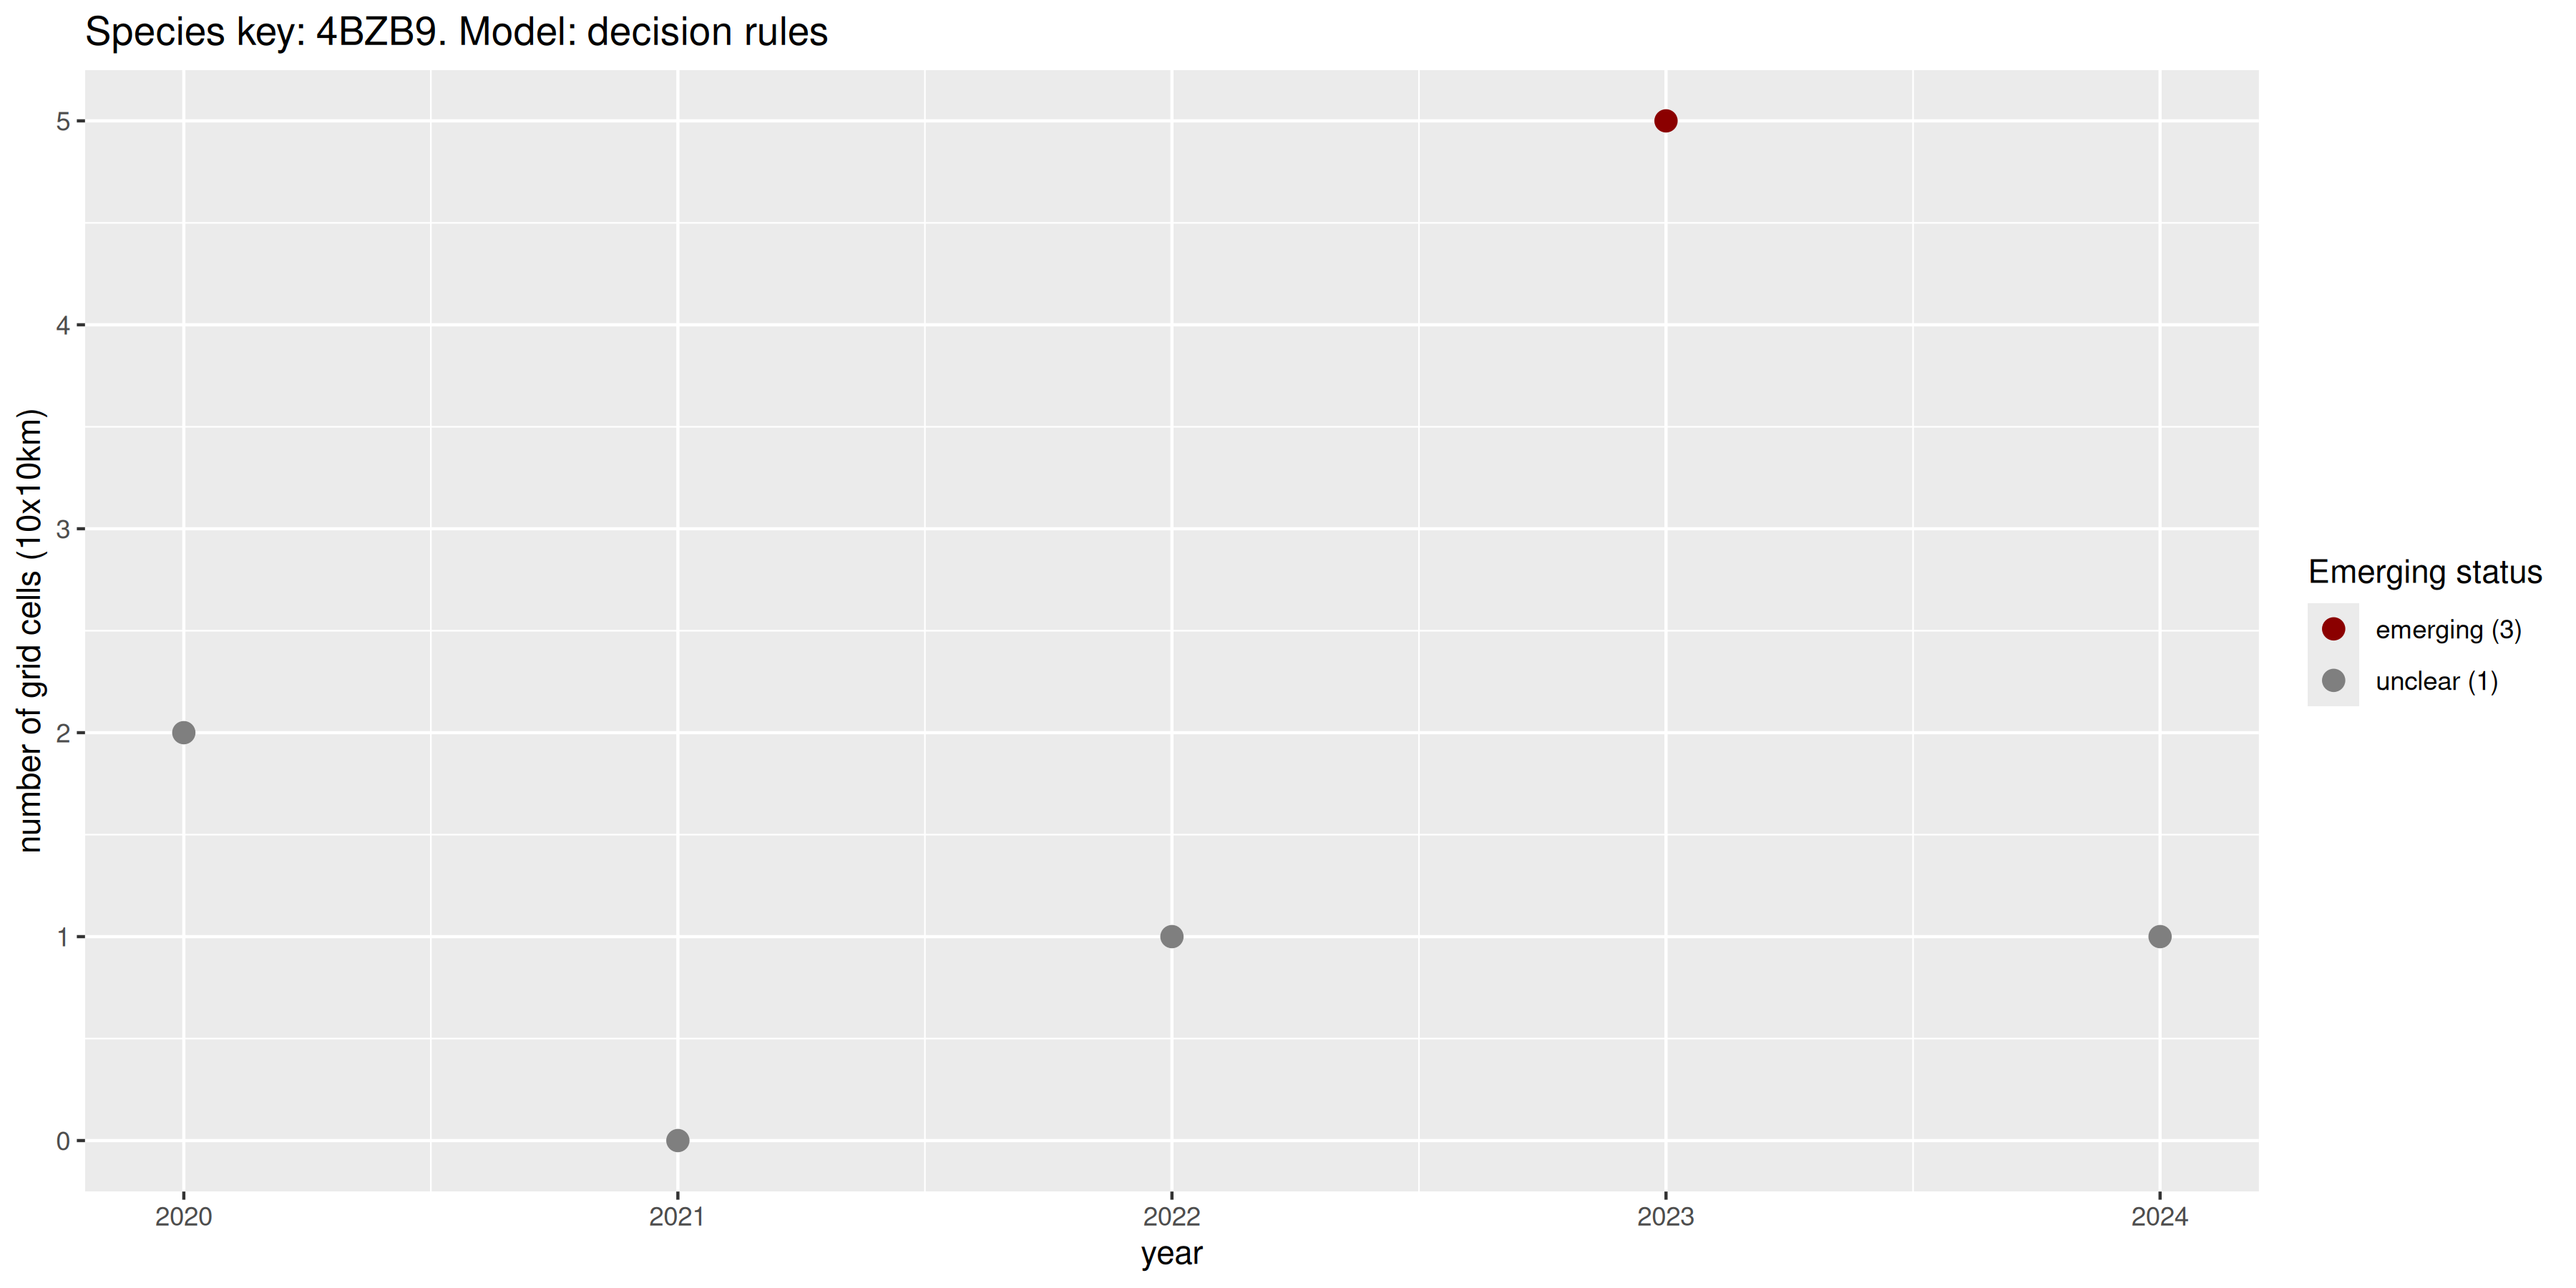 Species key: 4BZB9. Model: decision rules
number of grid cells (10x10km)
5
4
3
2
1
0
2020 2021 2022 2023 2024
year
Emerging status
emerging (3)
unclear (1)